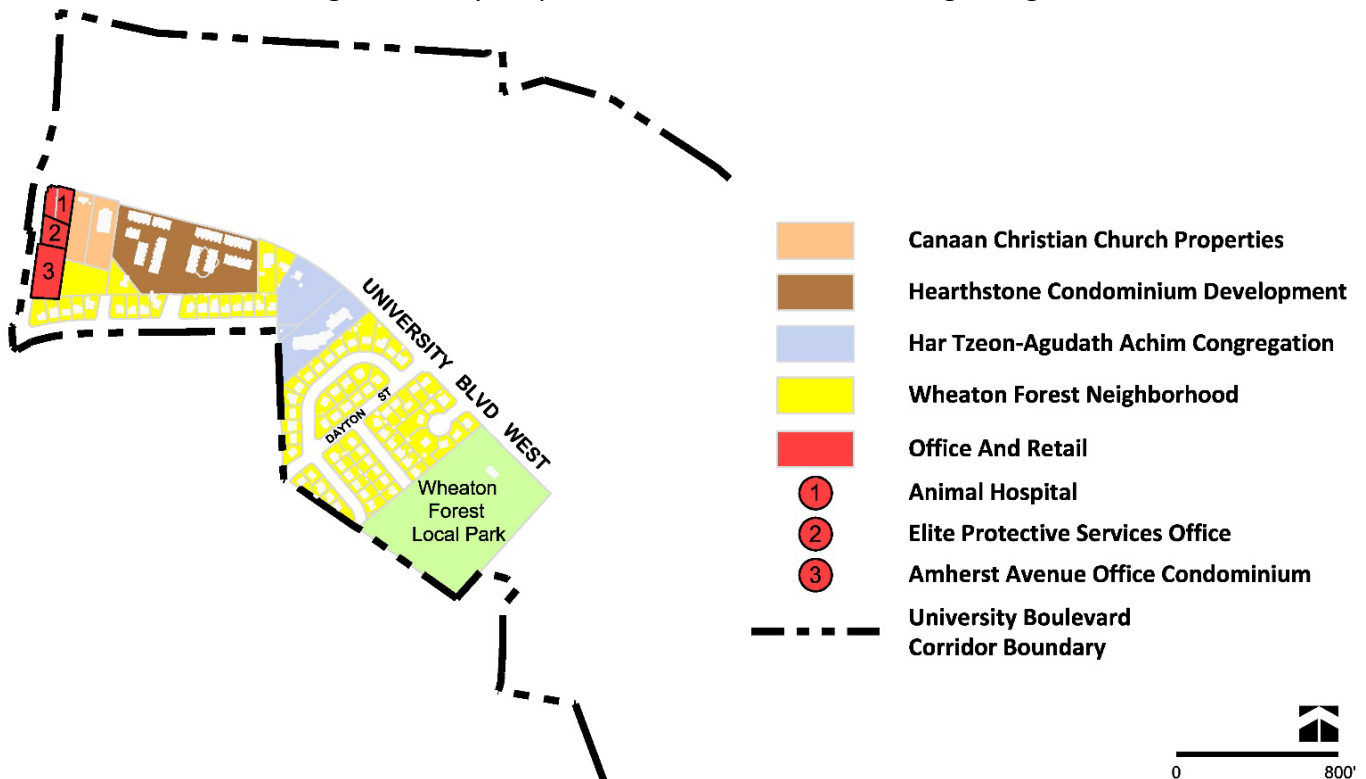 1
2
3
UNIVERSITY BLVD WEST
DAYTON ST
Wheaton
Forest
Local Park
Canaan Christian Church Properties
Hearthstone Condominium Development
Har Tzeon-Agudath Achim Congregation
Wheaton Forest Neighborhood
Office And Retail
1 Animal Hospital
2 Elite Protective Services Office
3 Amherst Avenue Office Condominium
University Boulevard
Corridor Boundary
0 800'